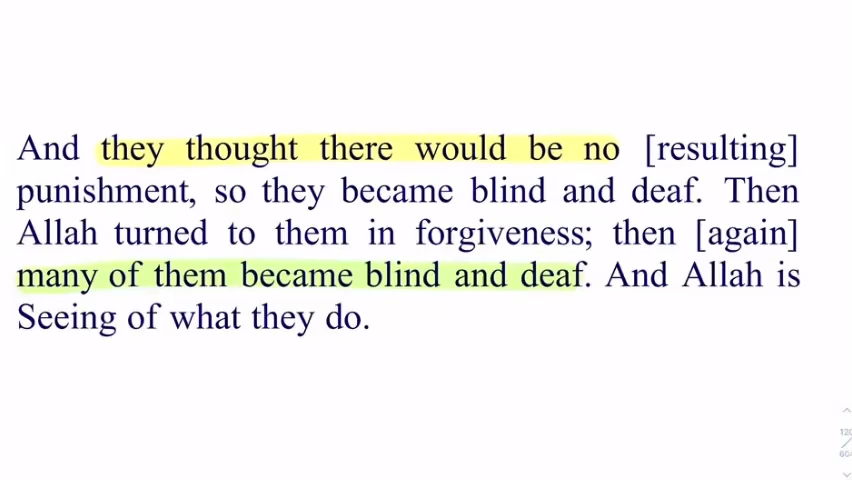 And they thought there would be no [resulting]
punishment, so they became blind and deaf. Then
Allah turned to them in forgiveness; then [again]
many of them became blind and deaf. And Allah is
Seeing of what they do.
120
604